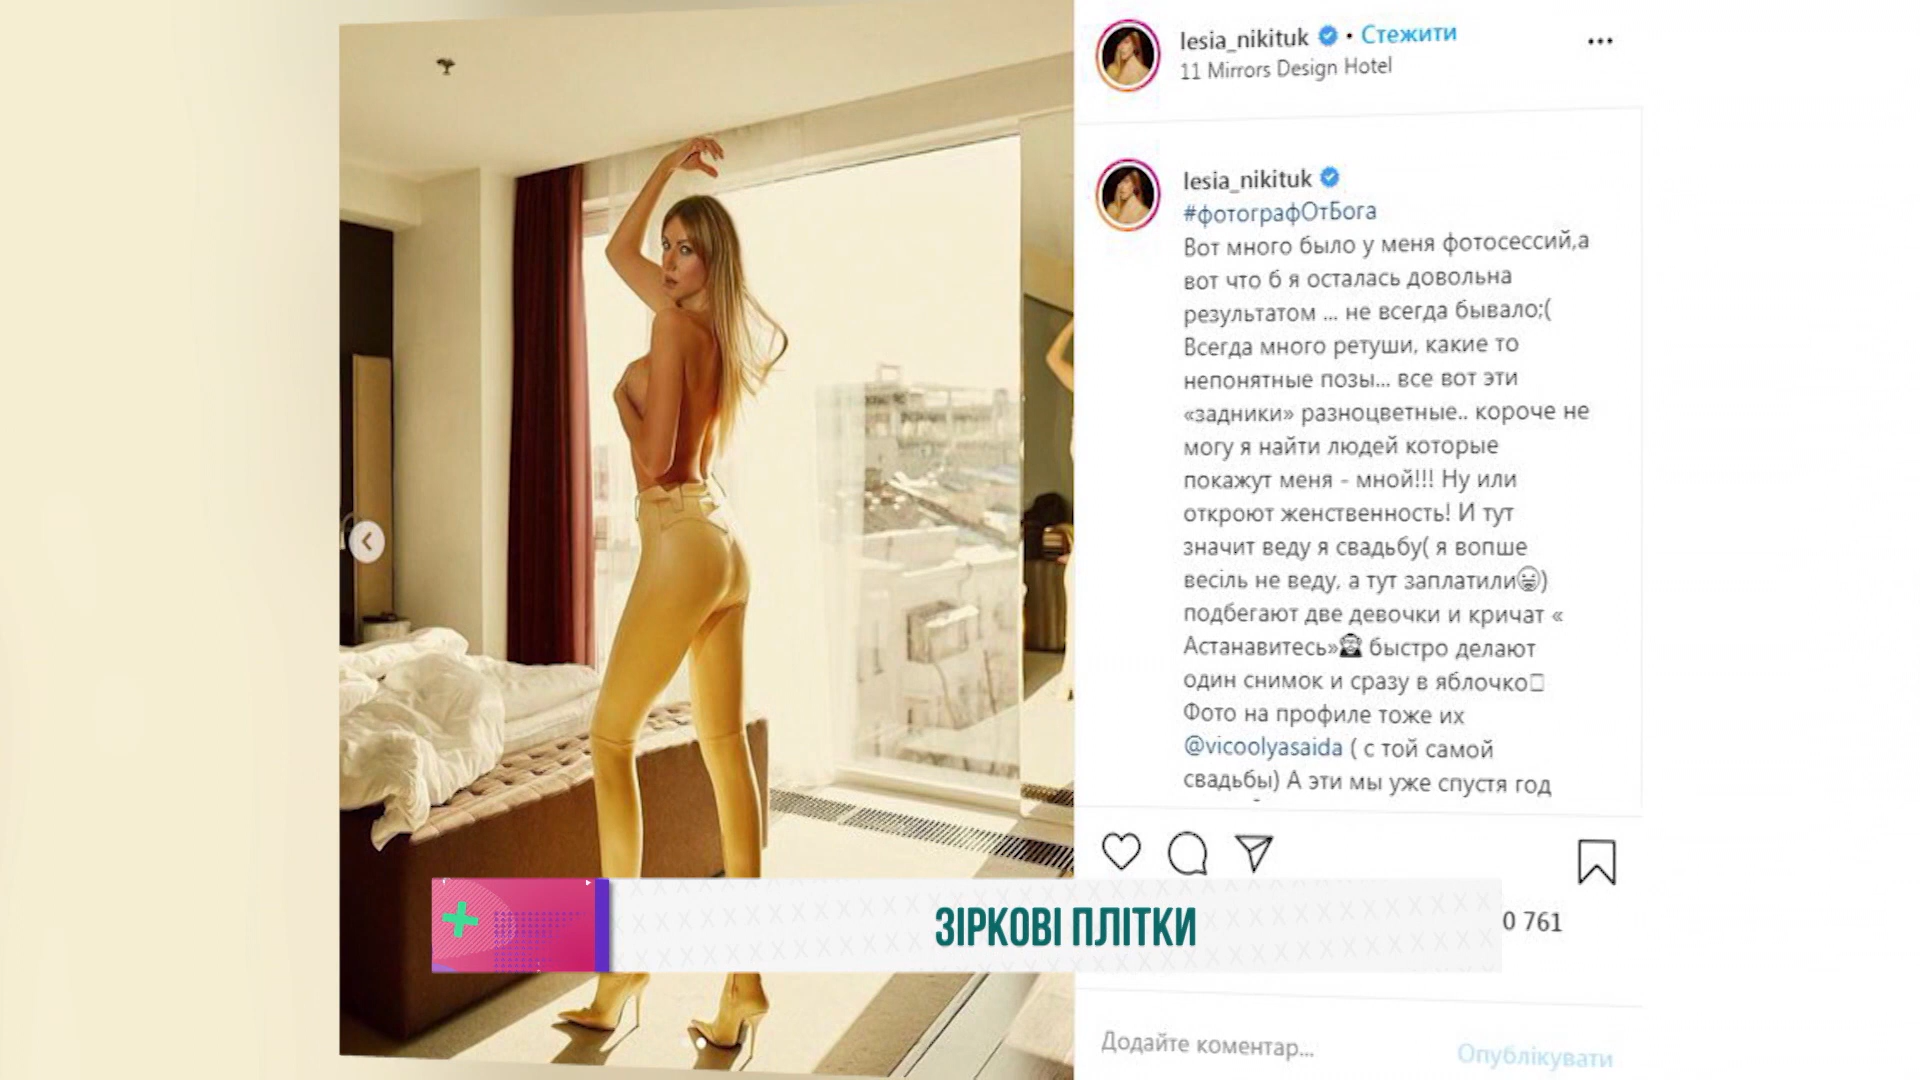 lesia_nikituk • Стежити
11 Mirrors Design Hotel
lesia_nikituk
#фотографОтБога
Вот много было у меня фотосессий,а
вот что б я осталась довольна
результатом ... не всегда бывало;(
Всегда много ретуши, какие то
непонятные позы... все вот эти
«задники» разноцветные.. короче не
могу я найти людей которые
покажут меня - мной!!! Ну или
откроют женственность! И тут
значит веду я свадьбу( я вопше
весіль не веду, а тут заплатили😀)
подбегают две девочки и кричат «
Астанавитесь» быстро делают
один снимок и сразу в яблочко
Фото на профиле тоже их
@vicoolyasaida ( с той самой
свадьбы) А эти мы уже спустя год
0 761
ЗІРКОВІ ПЛІТКИ
Додайте коментар...
Опублікувати